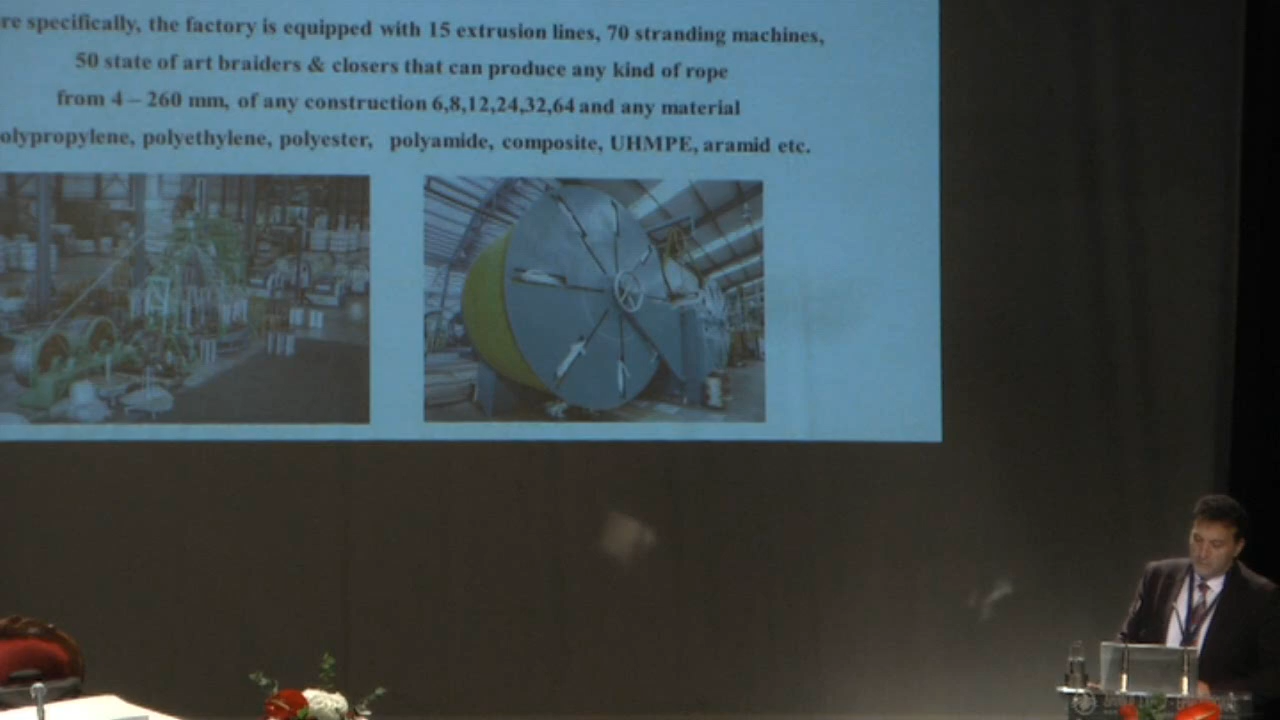 re specifically, the factory is equipped with 15 extrusion lines, 70 stranding machines,
50 state of art braiders & closers that can produce any kind of rope
from 4 – 260 mm, of any construction 6,8,12,24,32,64 and any material
olypropylene, polyethylene, polyester, polyamide, composite, UHMPE, aramid etc.